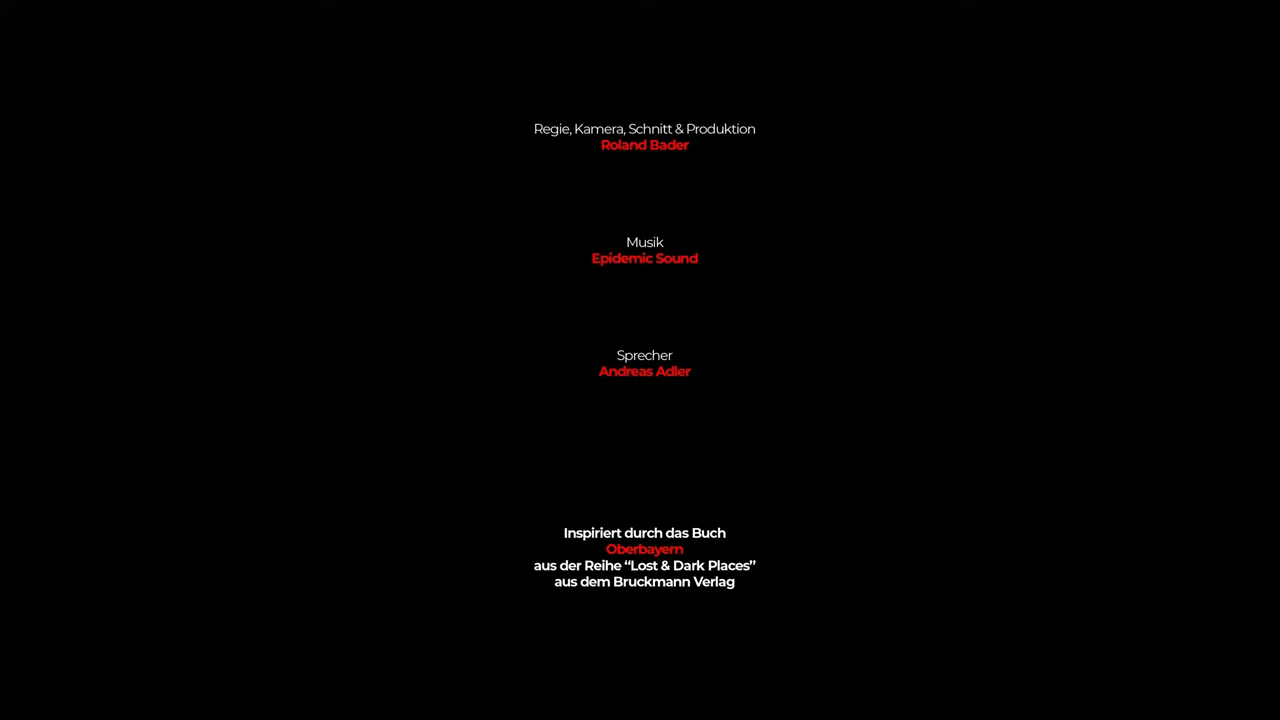 Regie, Kamera, Schnitt & Produktion
Roland Bader
Musik
Epidemic Sound
Sprecher
Andreas Adler
Inspiriert durch das Buch
Oberbayern
aus der Reihe “Lost & Dark Places”
aus dem Bruckmann Verlag